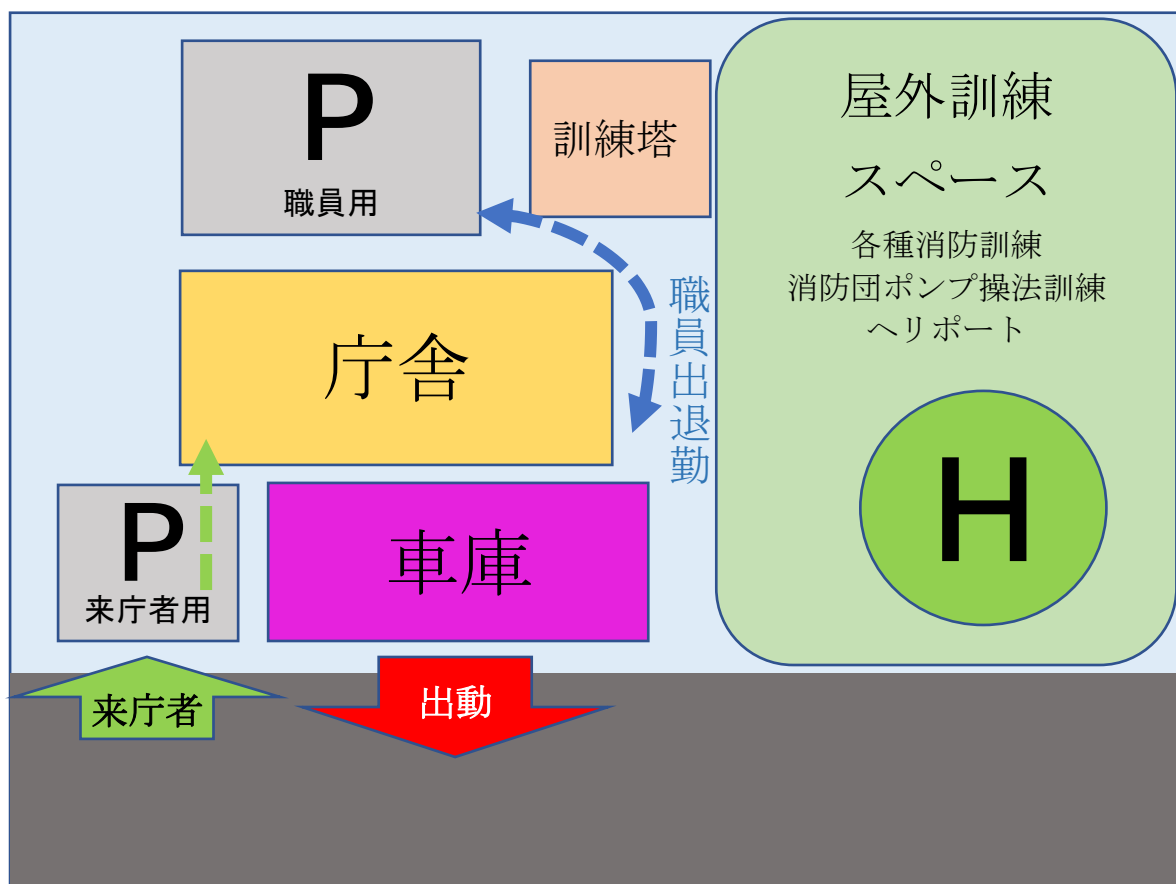 P
職員用
訓練塔
屋外訓練
スペース
各種消防訓練
消防団ポンプ操法訓練
ヘリポート
職員出退勤
庁舎
P
来庁者用
車庫
H
来庁者
出動